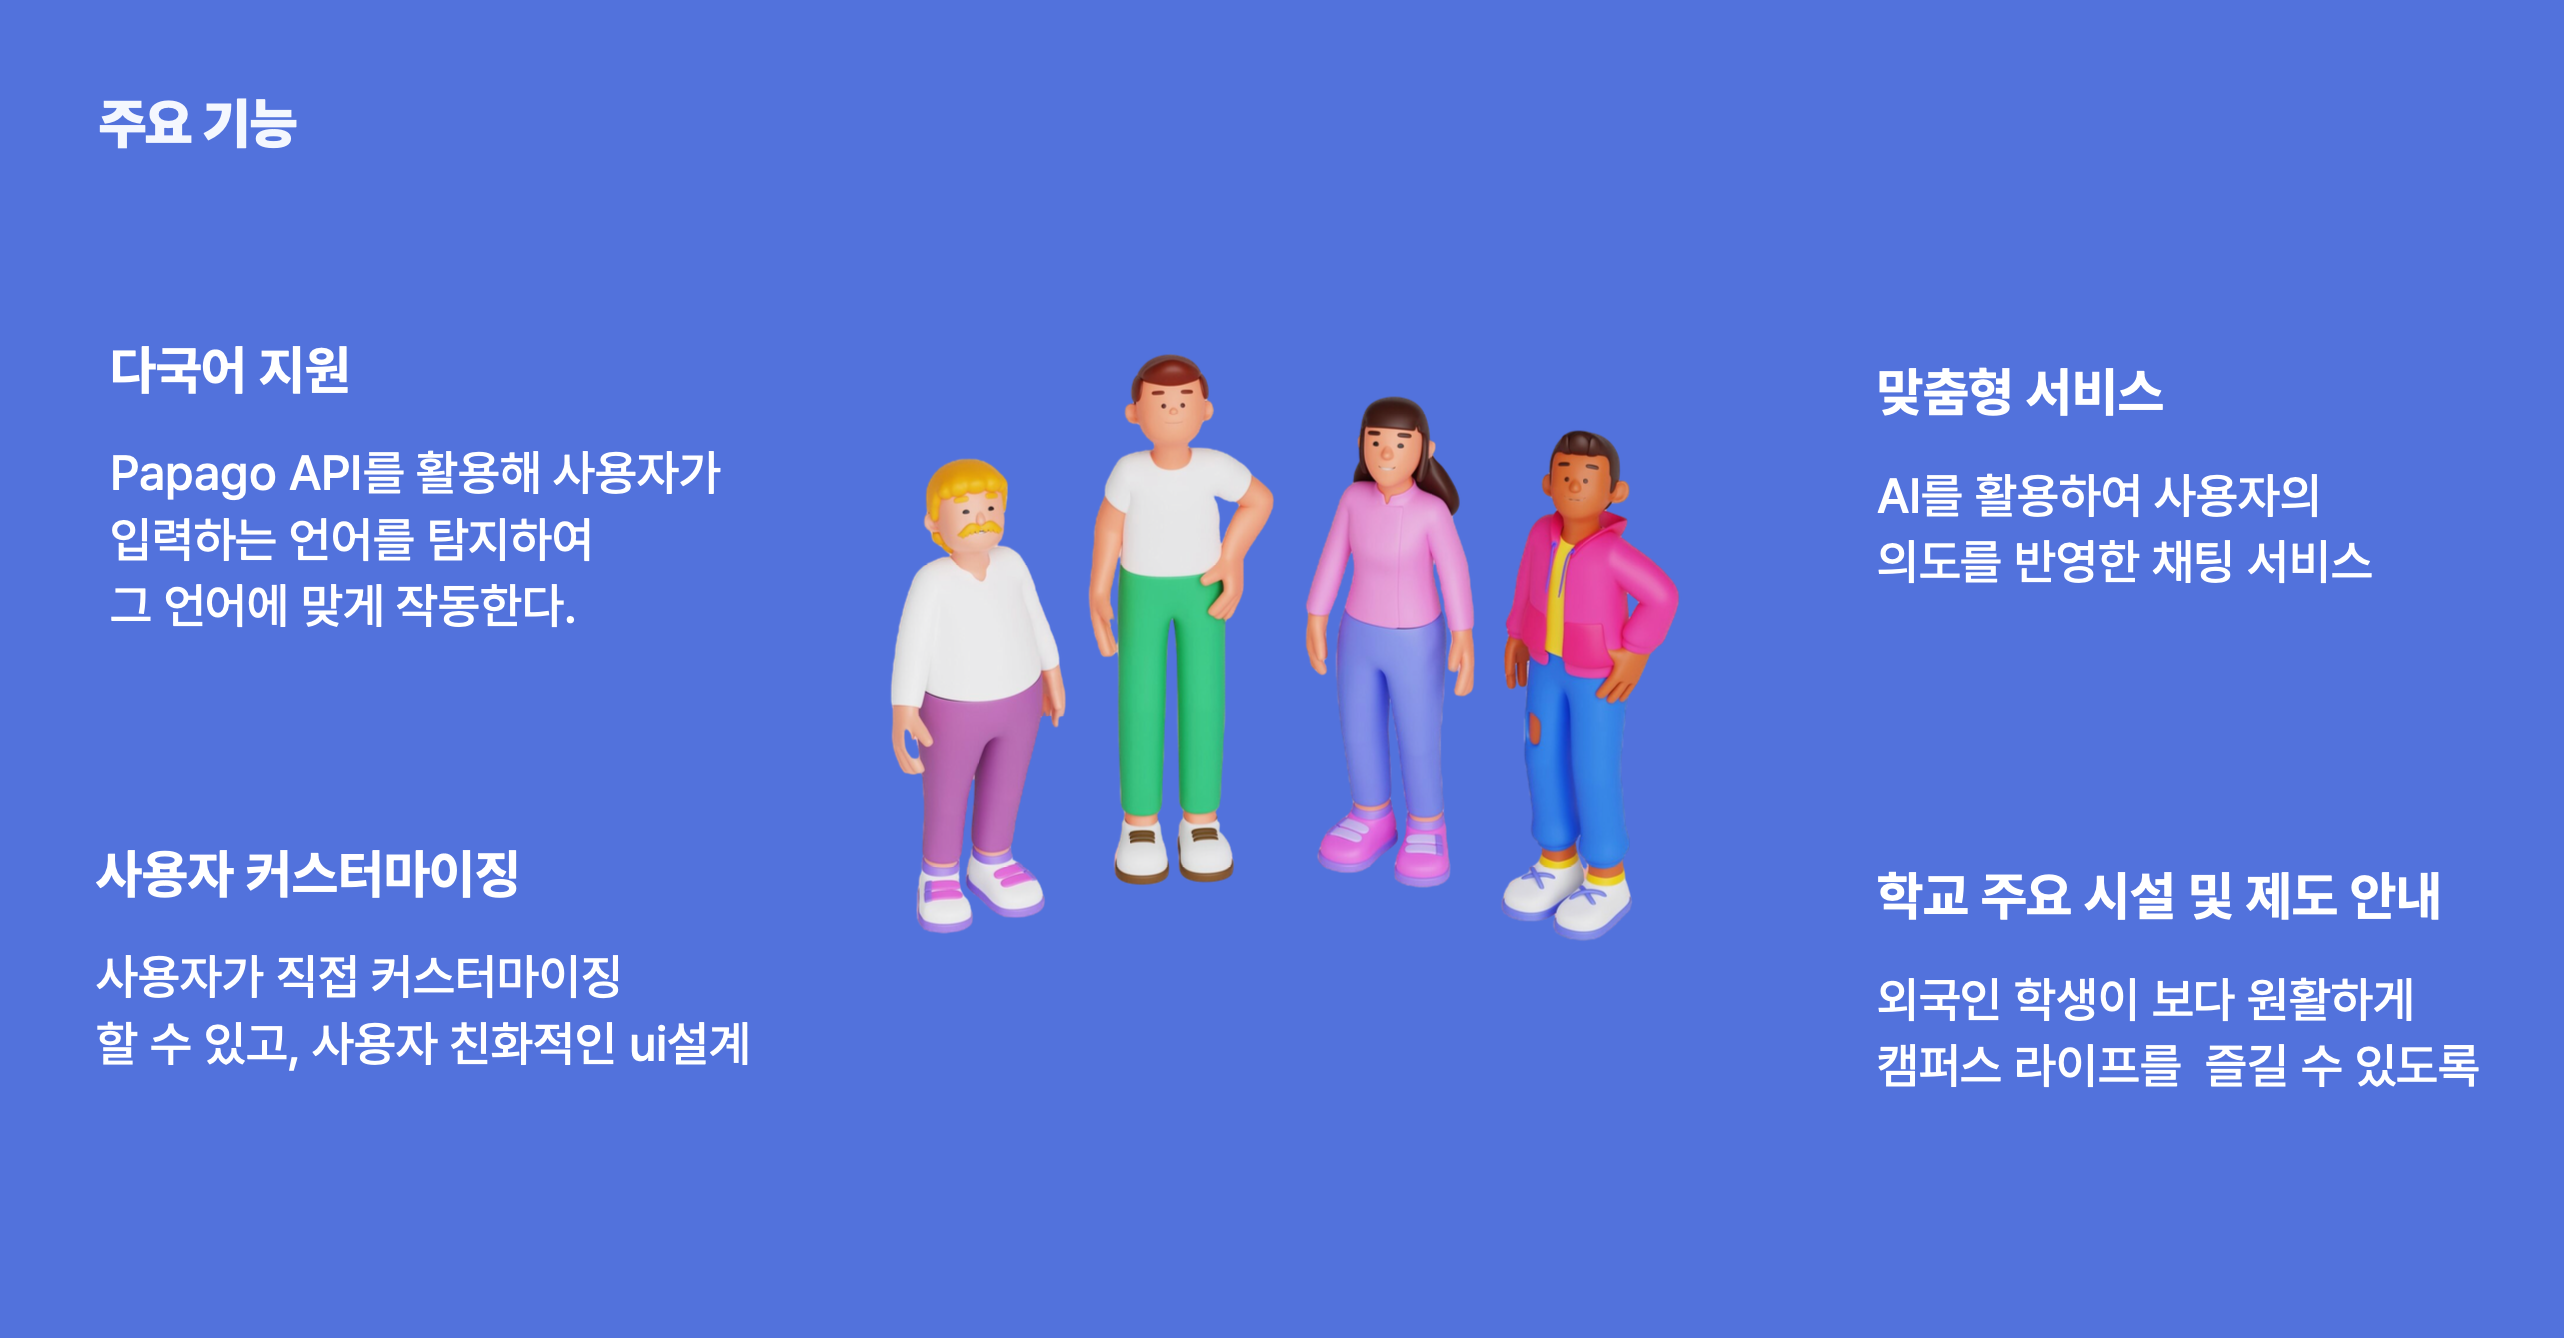 주요 기능
다국어 지원
Papago API를 활용해 사용자가
입력하는 언어를 탐지하여
그 언어에 맞게 작동한다.
맞춤형 서비스
AI를 활용하여 사용자의
의도를 반영한 채팅 서비스
사용자 커스터마이징
사용자가 직접 커스터마이징
할 수 있고, 사용자 친화적인 ui설계
학교 주요 시설 및 제도 안내
외국인 학생이 보다 원활하게
캠퍼스 라이프를  즐길 수 있도록